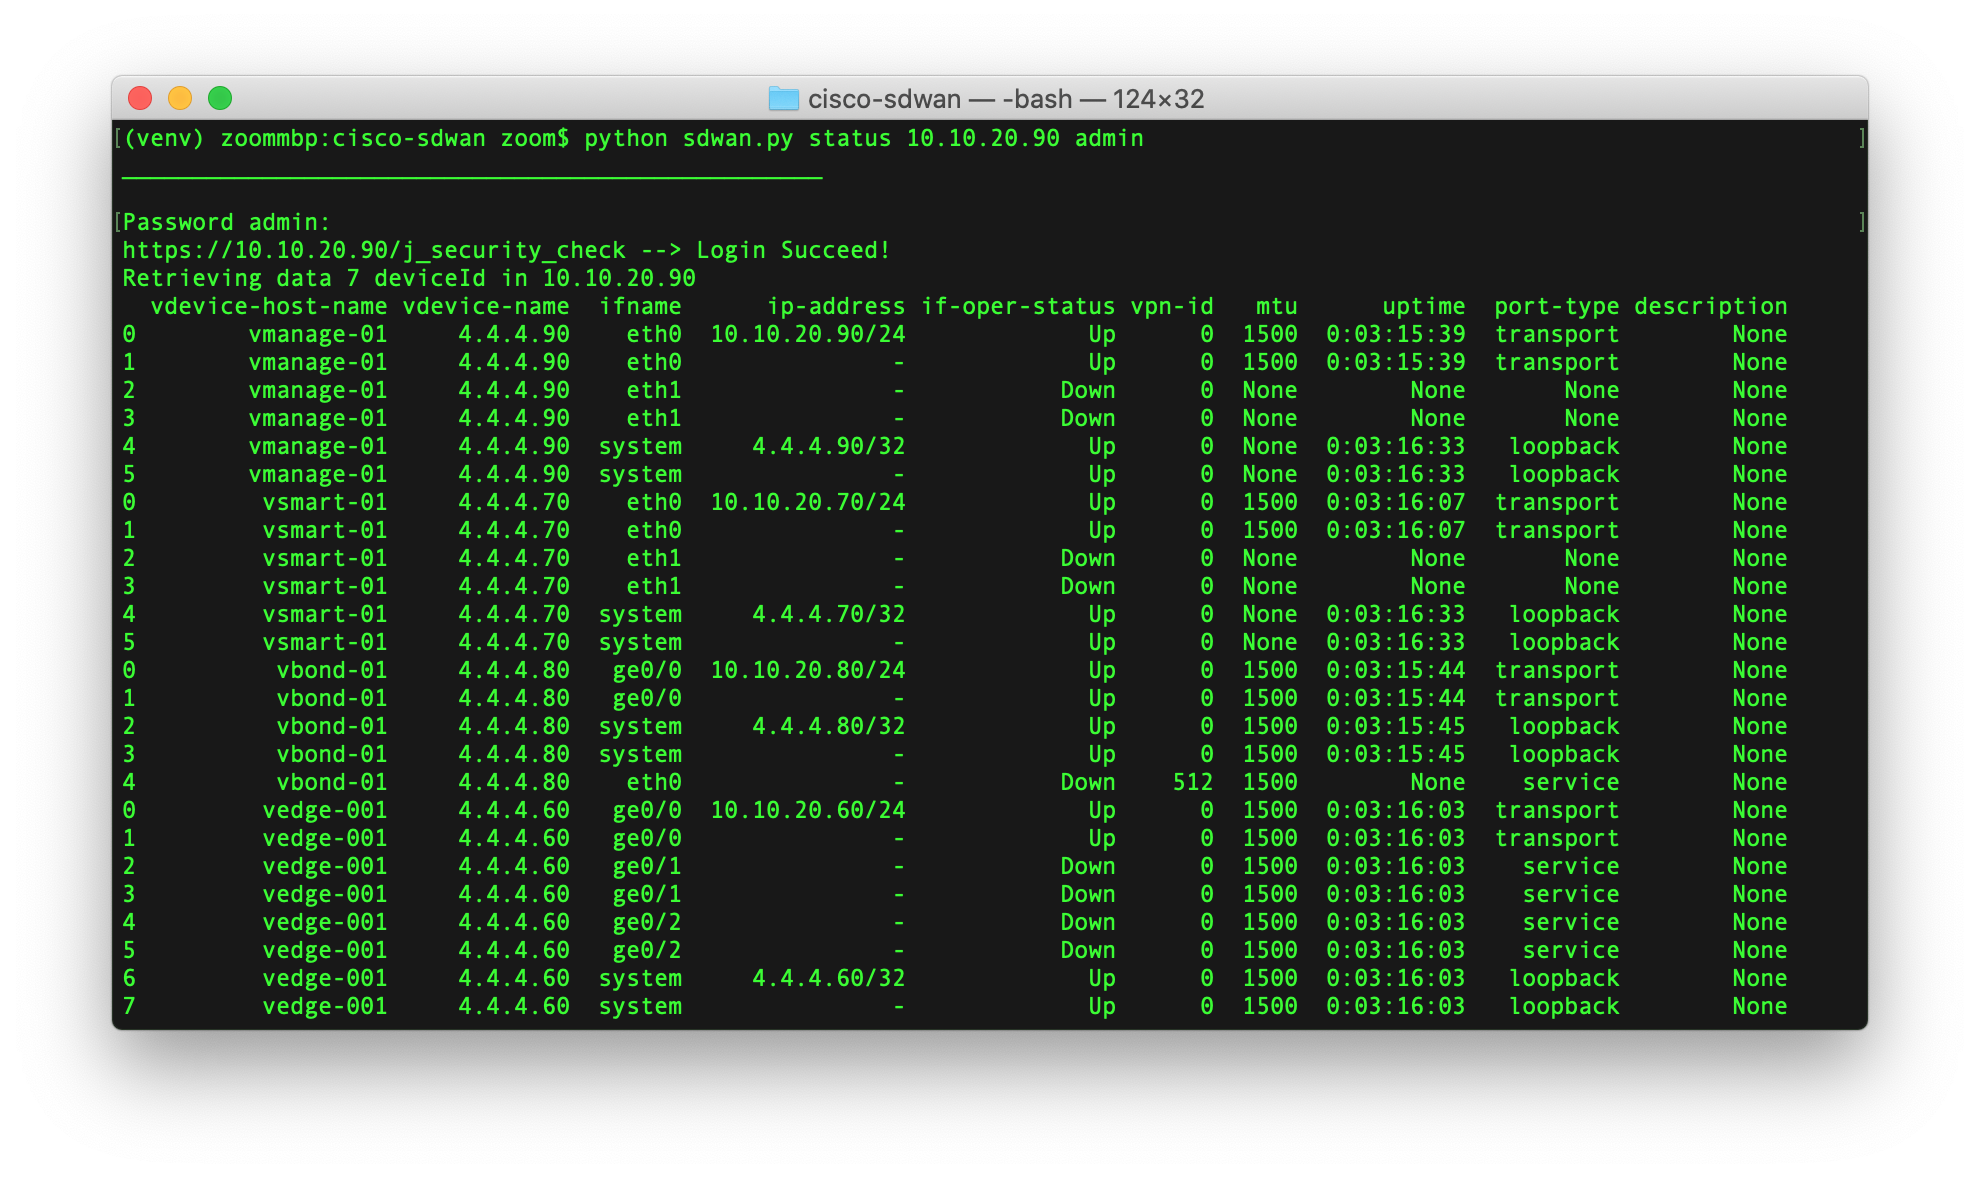 cisco-sdwan — -bash — 124×32
[(venv) zoommbp:cisco-sdwan zoom$ python sdwan.py status 10.10.20.90 admin ]
__________________________________________________
[Password admin: ]
https://10.10.20.90/j_security_check --> Login Succeed!
Retrieving data 7 deviceId in 10.10.20.90
  vdevice-host-name vdevice-name  ifname      ip-address if-oper-status vpn-id   mtu      uptime  port-type description
0        vmanage-01     4.4.4.90    eth0  10.10.20.90/24             Up      0  1500  0:03:15:39  transport        None
1        vmanage-01     4.4.4.90    eth0               -             Up      0  1500  0:03:15:39  transport        None
2        vmanage-01     4.4.4.90    eth1               -           Down      0  None        None       None        None
3        vmanage-01     4.4.4.90    eth1               -           Down      0  None        None       None        None
4        vmanage-01     4.4.4.90  system     4.4.4.90/32             Up      0  None  0:03:16:33   loopback        None
5        vmanage-01     4.4.4.90  system               -             Up      0  None  0:03:16:33   loopback        None
0         vsmart-01     4.4.4.70    eth0  10.10.20.70/24             Up      0  1500  0:03:16:07  transport        None
1         vsmart-01     4.4.4.70    eth0               -             Up      0  1500  0:03:16:07  transport        None
2         vsmart-01     4.4.4.70    eth1               -           Down      0  None        None       None        None
3         vsmart-01     4.4.4.70    eth1               -           Down      0  None        None       None        None
4         vsmart-01     4.4.4.70  system     4.4.4.70/32             Up      0  None  0:03:16:33   loopback        None
5         vsmart-01     4.4.4.70  system               -             Up      0  None  0:03:16:33   loopback        None
0          vbond-01     4.4.4.80   ge0/0  10.10.20.80/24             Up      0  1500  0:03:15:44  transport        None
1          vbond-01     4.4.4.80   ge0/0               -             Up      0  1500  0:03:15:44  transport        None
2          vbond-01     4.4.4.80  system     4.4.4.80/32             Up      0  1500  0:03:15:45   loopback        None
3          vbond-01     4.4.4.80  system               -             Up      0  1500  0:03:15:45   loopback        None
4          vbond-01     4.4.4.80    eth0               -           Down    512  1500        None    service        None
0         vedge-001     4.4.4.60   ge0/0  10.10.20.60/24             Up      0  1500  0:03:16:03  transport        None
1         vedge-001     4.4.4.60   ge0/0               -             Up      0  1500  0:03:16:03  transport        None
2         vedge-001     4.4.4.60   ge0/1               -           Down      0  1500  0:03:16:03    service        None
3         vedge-001     4.4.4.60   ge0/1               -           Down      0  1500  0:03:16:03    service        None
4         vedge-001     4.4.4.60   ge0/2               -           Down      0  1500  0:03:16:03    service        None
5         vedge-001     4.4.4.60   ge0/2               -           Down      0  1500  0:03:16:03    service        None
6         vedge-001     4.4.4.60  system     4.4.4.60/32             Up      0  1500  0:03:16:03   loopback        None
7         vedge-001     4.4.4.60  system               -             Up      0  1500  0:03:16:03   loopback        None